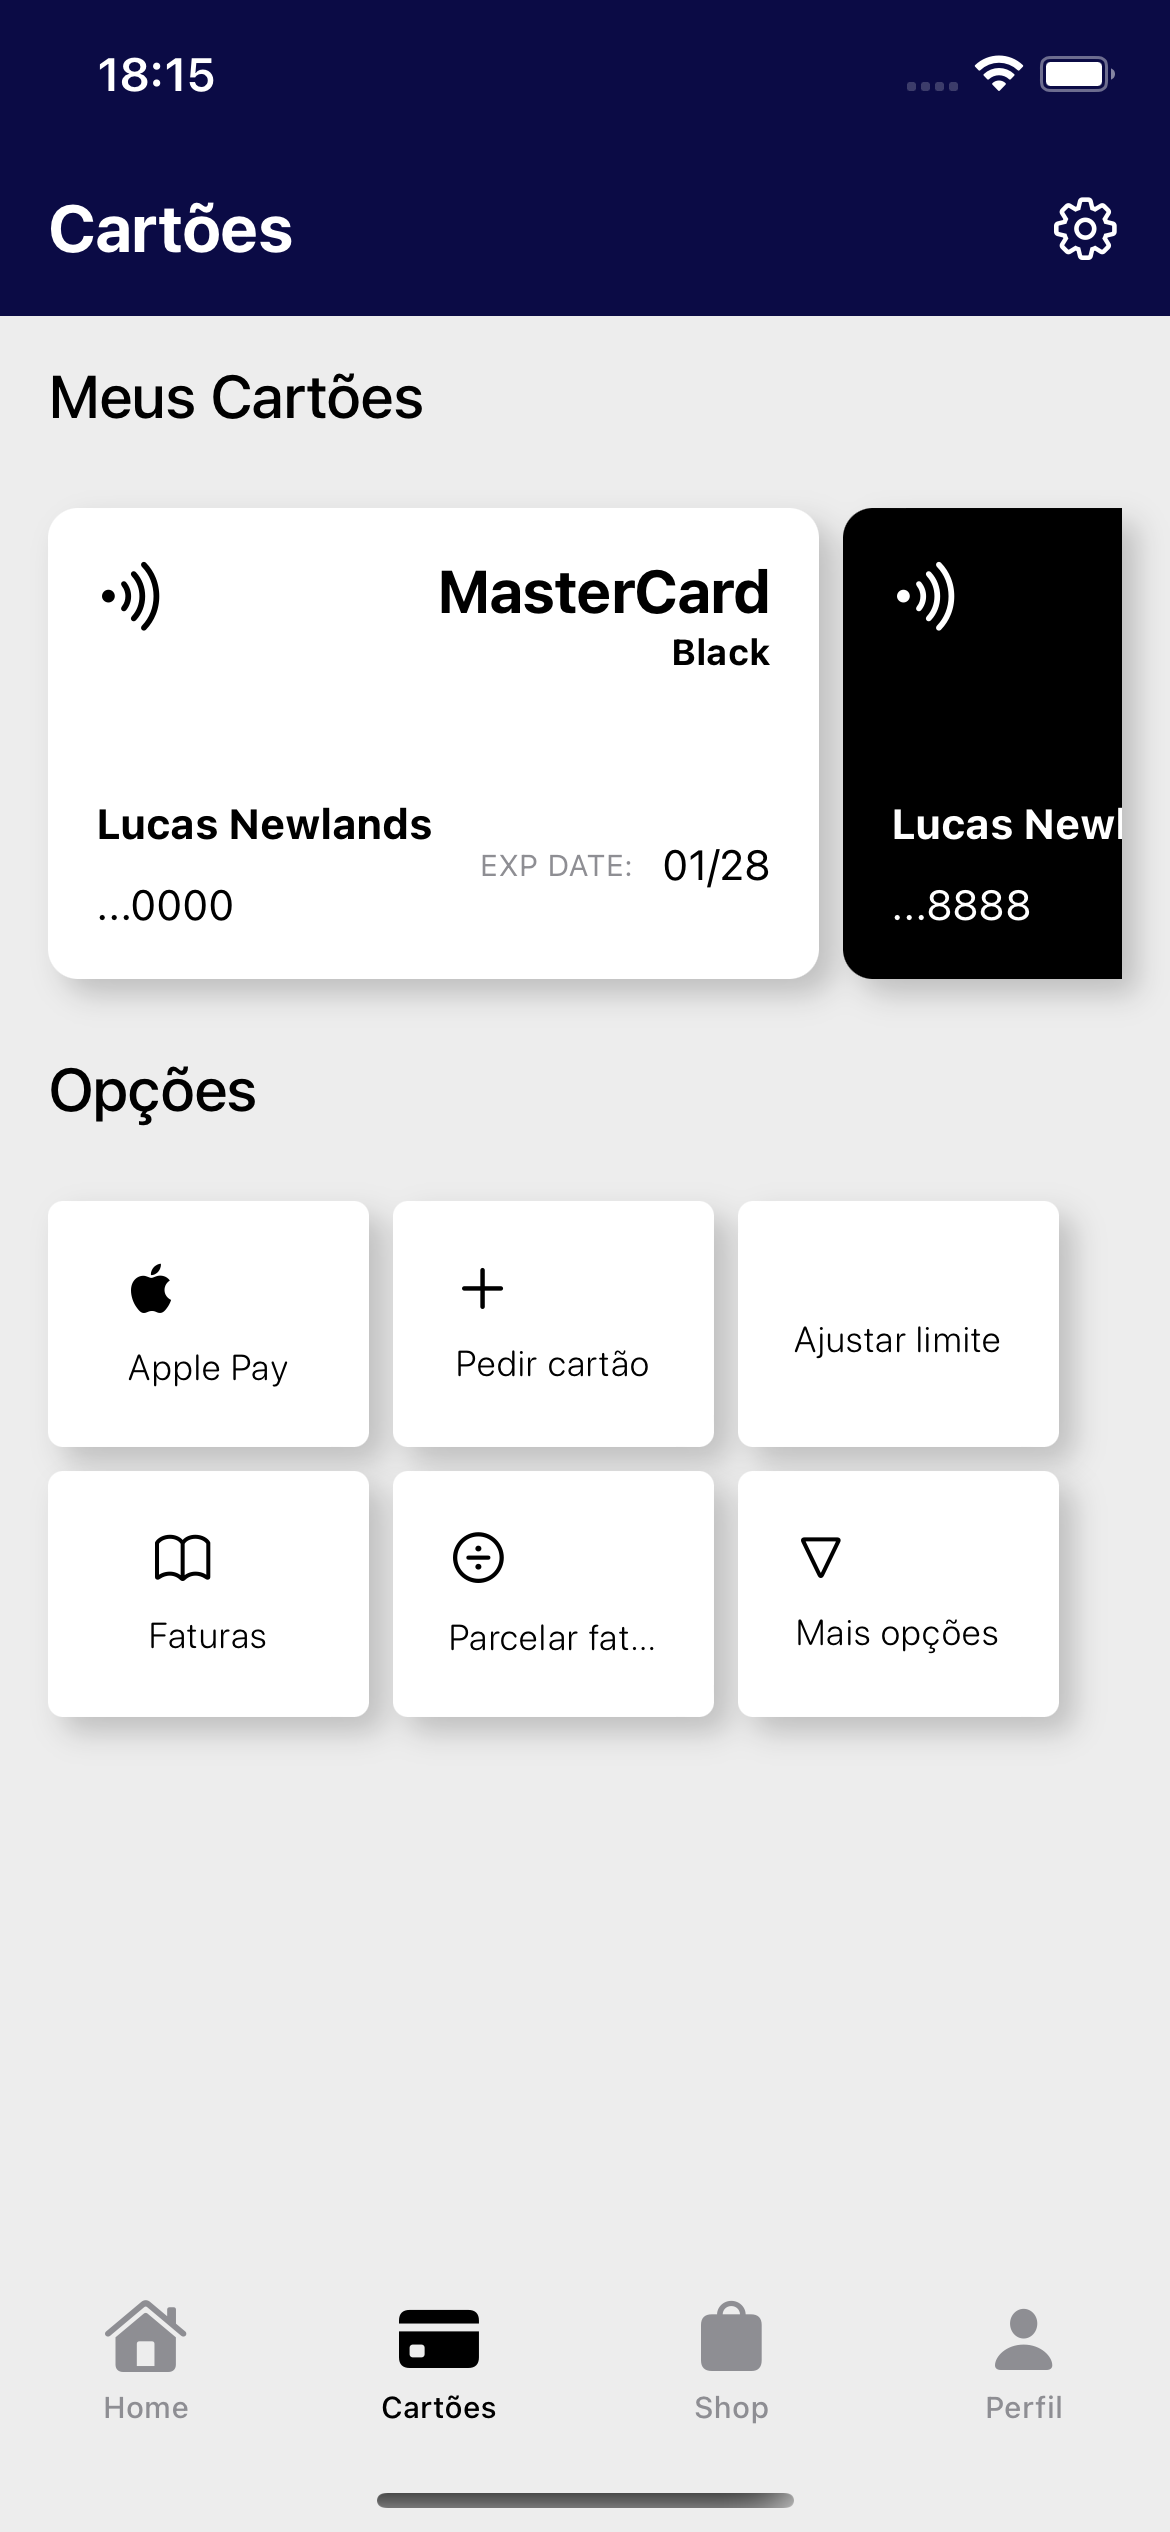 18:15
Cartões
Meus Cartões
MasterCard
Black
Lucas Newlands
EXP DATE: 01/28
...0000
Lucas Newl
...8888
Opções
Apple Pay
Pedir cartão
Ajustar limite
Faturas
Parcelar fat...
Mais opções
Home
Cartões
Shop
Perfil